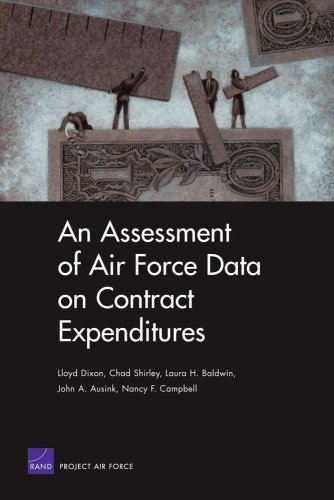 An Assessment
of Air Force Data
on Contract
Expenditures
Lloyd Dixon, Chad Shirley, Laura H. Baldwin,
John A. Ausink, Nancy F. Campbell
RAND PROJECT AIR FORCE